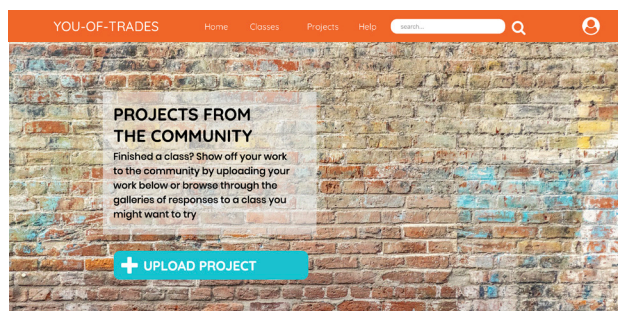 YOU-OF-TRADES Home Classes Projects Help search...
PROJECTS FROM
THE COMMUNITY
Finished a class? Show off your work
to the community by uploading your
work below or browse through the
galleries of responses to a class you
might want to try
UPLOAD PROJECT